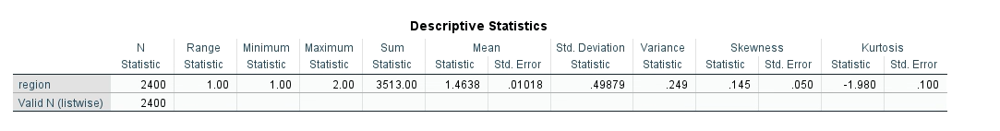 Descriptive Statistics
N Range Minimum Maximum Sum Mean Std. Deviation Variance Skewness Kurtosis
Statistic Statistic Statistic Statistic Statistic Statistic Std. Error Statistic Statistic Statistic Std. Error Statistic Std. Error
region 2400 1.00 1.00 2.00 3513.00 1.4638 .01018 .49879 .249 .145 .050 -1.980 .100
Valid N (listwise) 2400